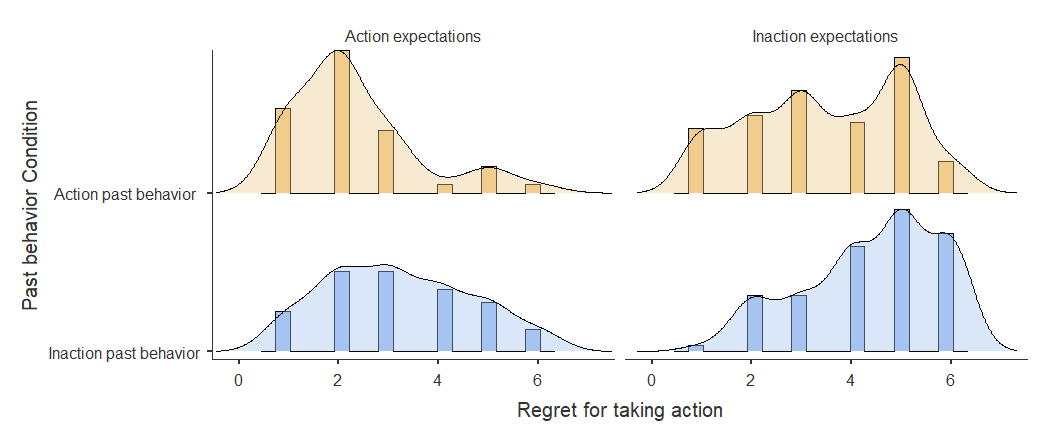 Action expectations
Inaction expectations
Past behavior Condition
Action past behavior
Inaction past behavior
0 2 4 6
0 2 4 6
Regret for taking action